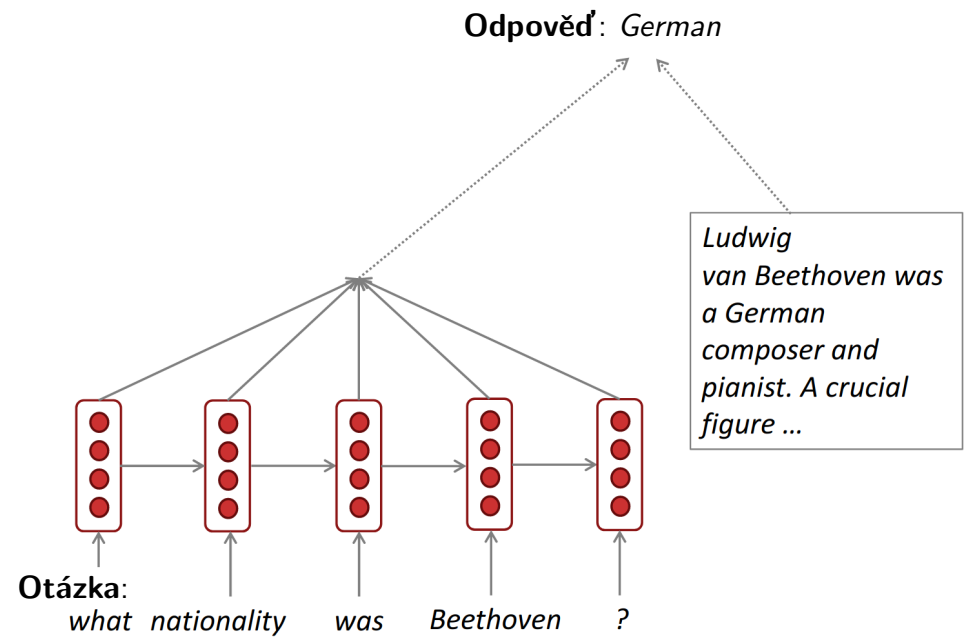 Odpověď: German
Ludwig
van Beethoven was
a German
composer and
pianist. A crucial
figure ...
Otázka:
what nationality was Beethoven ?